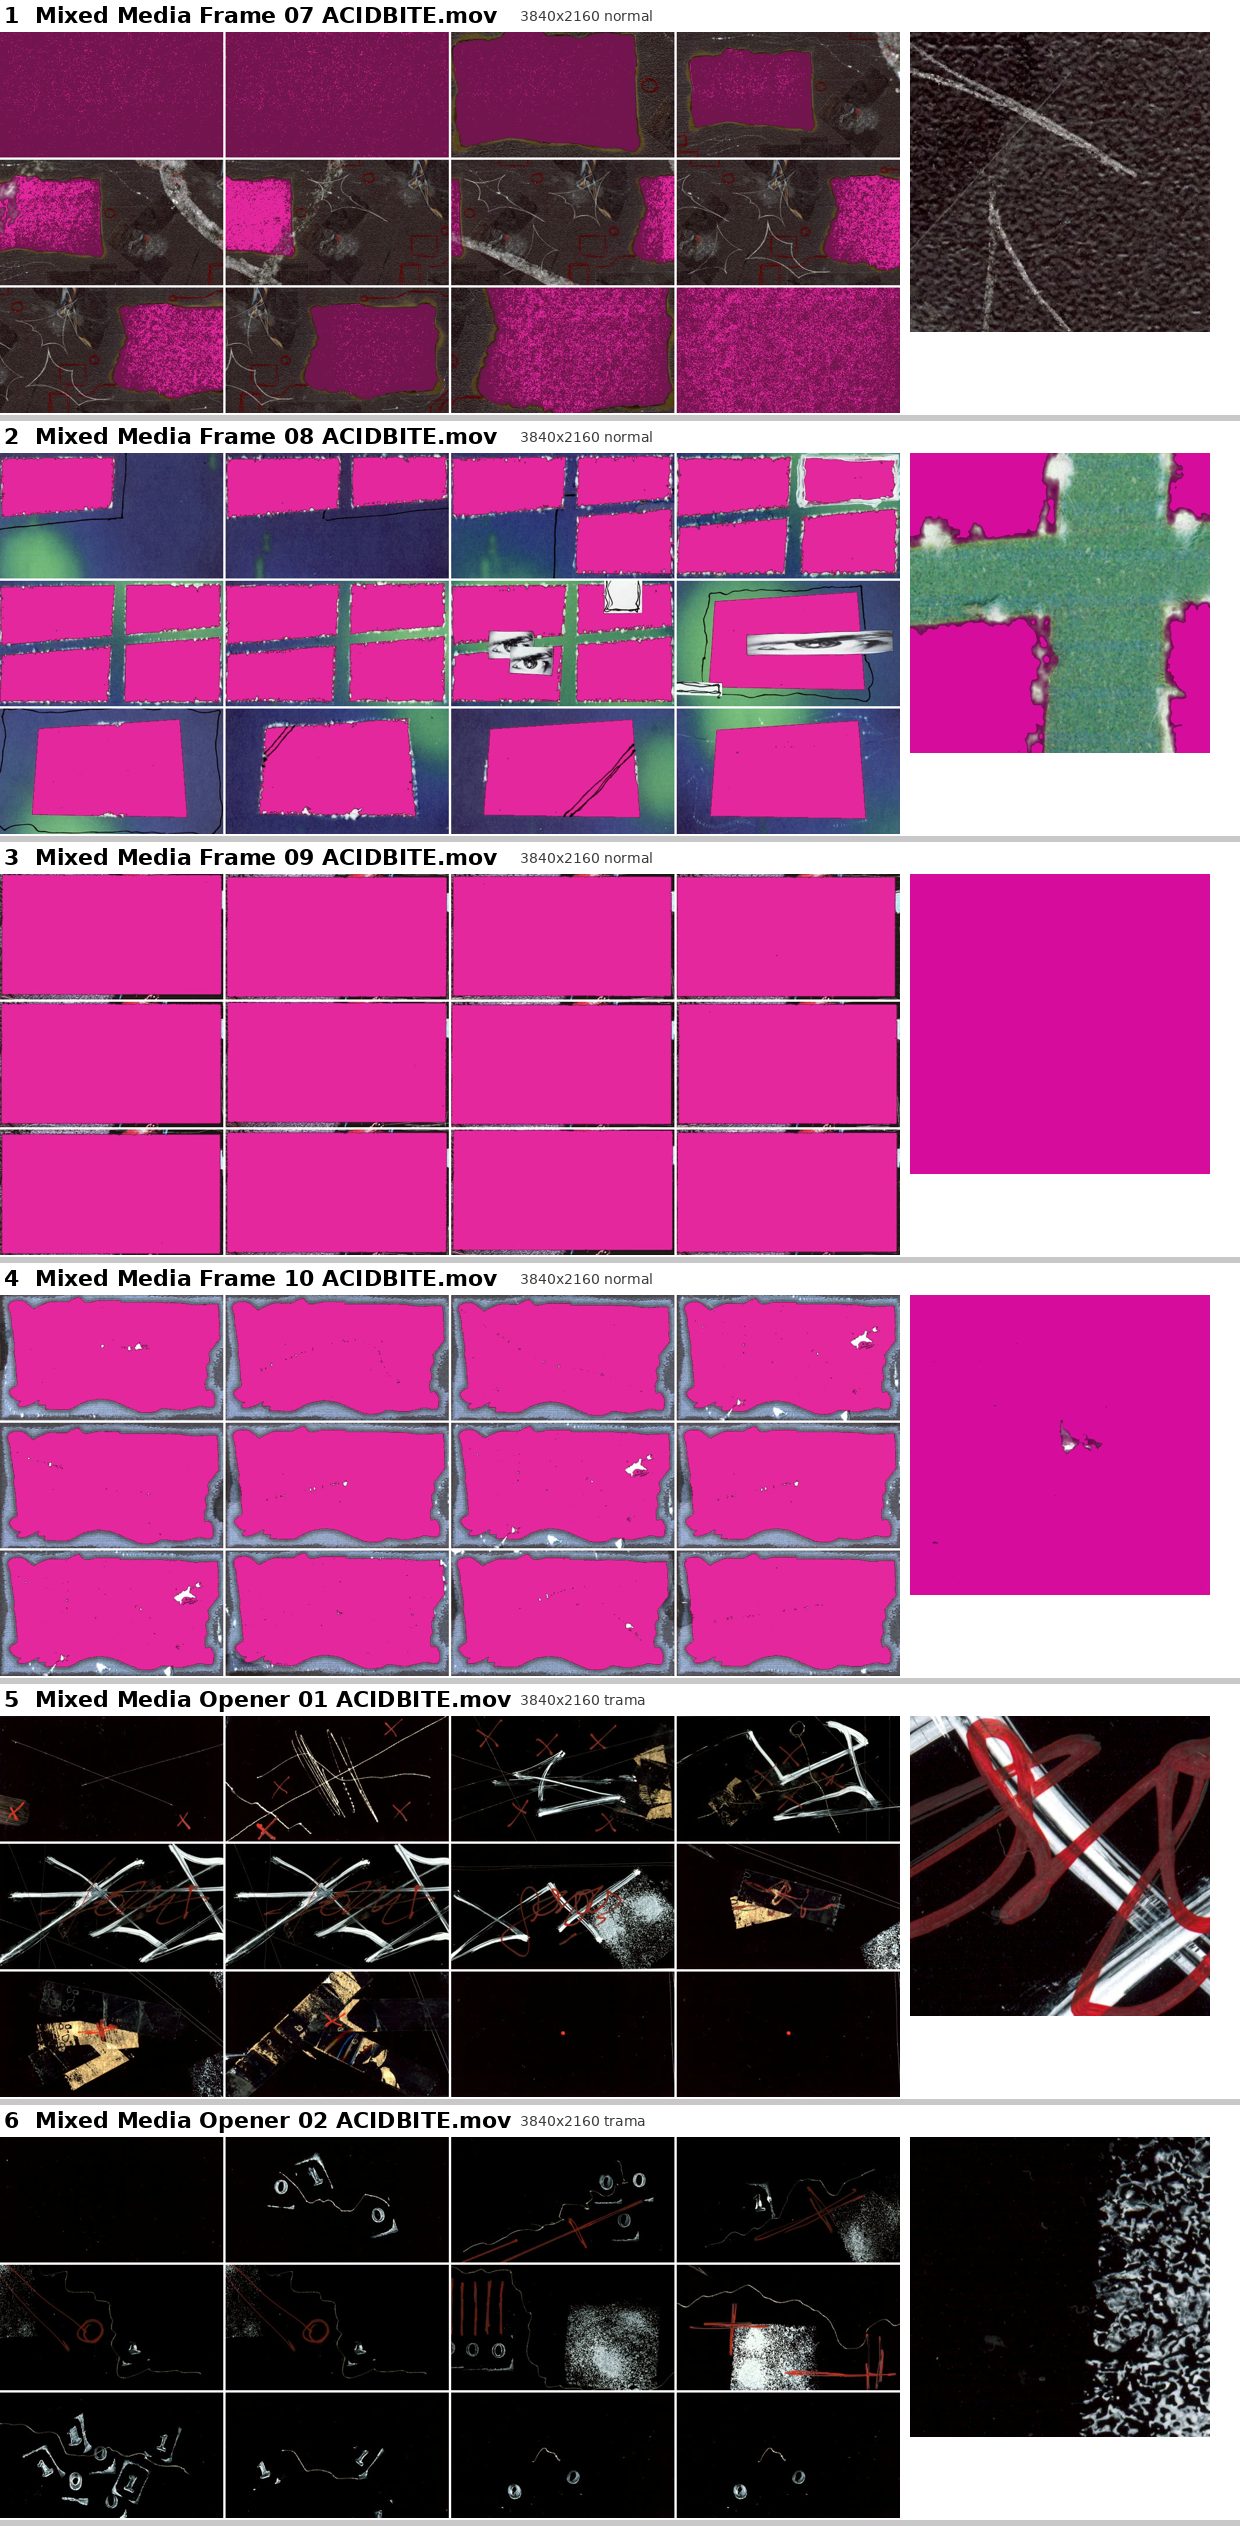 1 Mixed Media Frame 07 ACIDBITE.mov 3840x2160 normal
2 Mixed Media Frame 08 ACIDBITE.mov 3840x2160 normal
3 Mixed Media Frame 09 ACIDBITE.mov 3840x2160 normal
4 Mixed Media Frame 10 ACIDBITE.mov 3840x2160 normal
5 Mixed Media Opener 01 ACIDBITE.mov 3840x2160 trama
6 Mixed Media Opener 02 ACIDBITE.mov 3840x2160 trama